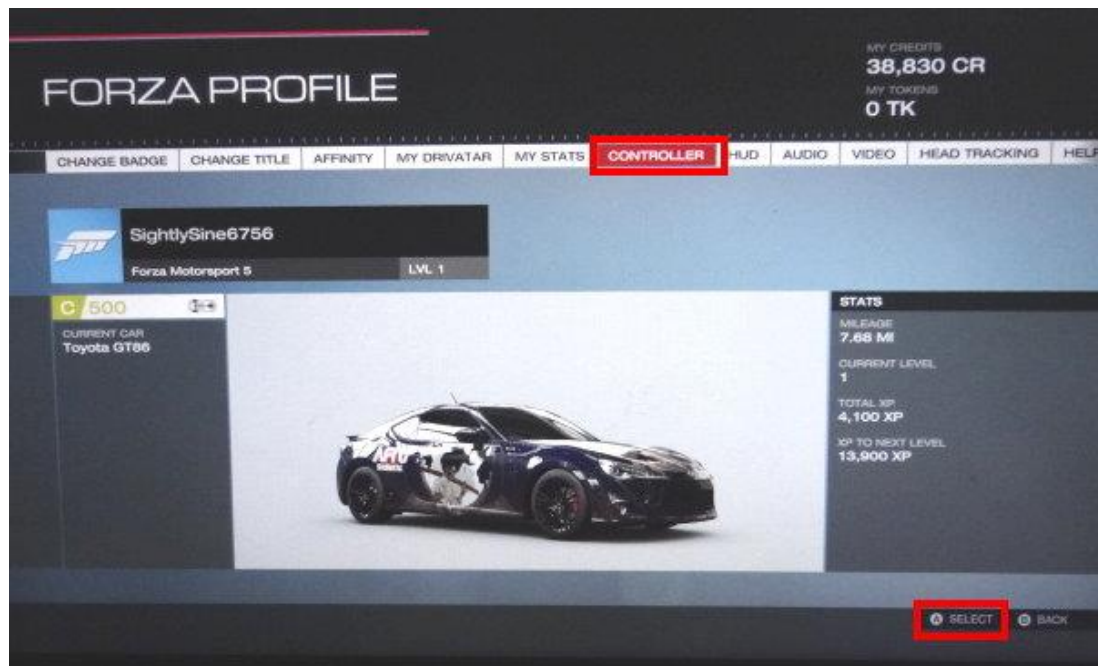 MY CREDITS
38,830 CR
FORZA PROFILE
MY TOKENS
0 TK
CHANGE BADGE CHANGE TITLE AFFINITY MY DRIVATAR MY STATS CONTROLLER HUD AUDIO VIDEO HEAD TRACKING HELP
SightlySine6756
Forza Motorsport 5 LVL 1
C 500
CURRENT CAR
Toyota GT86
AFRO
STATS
MILEAGE
7.68 MI
CURRENT LEVEL
1
TOTAL XP
4,100 XP
XP TO NEXT LEVEL
13,900 XP
A SELECT B BACK